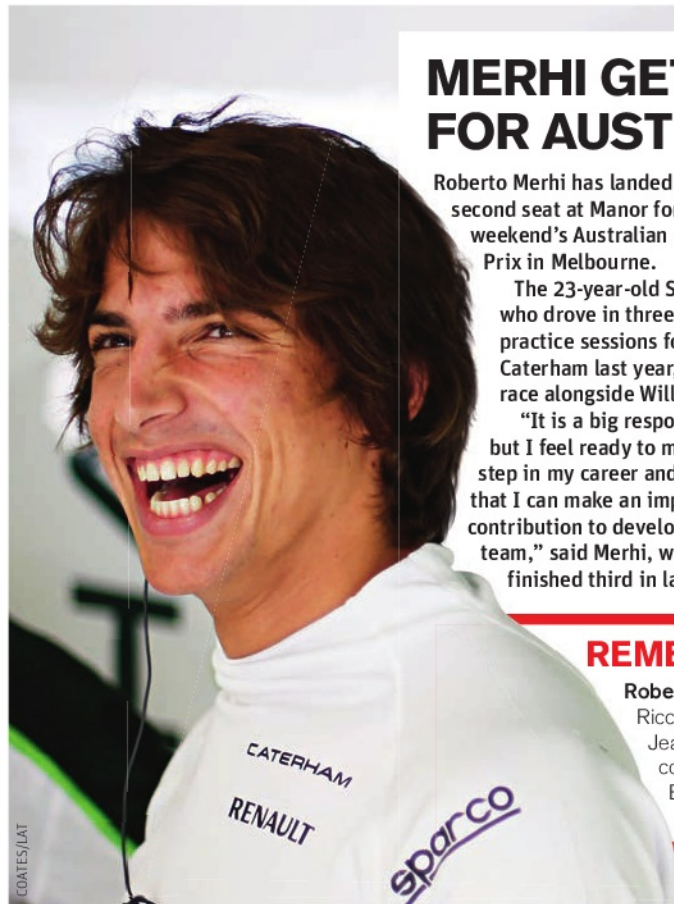 MERHI GE
FOR AUST
Roberto Merhi has landed
second seat at Manor for
weekend's Australian
Prix in Melbourne.
The 23-year-old S
who drove in three
practice sessions fo
Caterham last year,
race alongside Will
"It is a big respo
but I feel ready to m
step in my career and
that I can make an imp
contribution to develo
team," said Merhi, w
finished third in la
REME
Robe
Ricc
Jea
co
CATERHAM
RENAULT
sparco
COATES/LAT